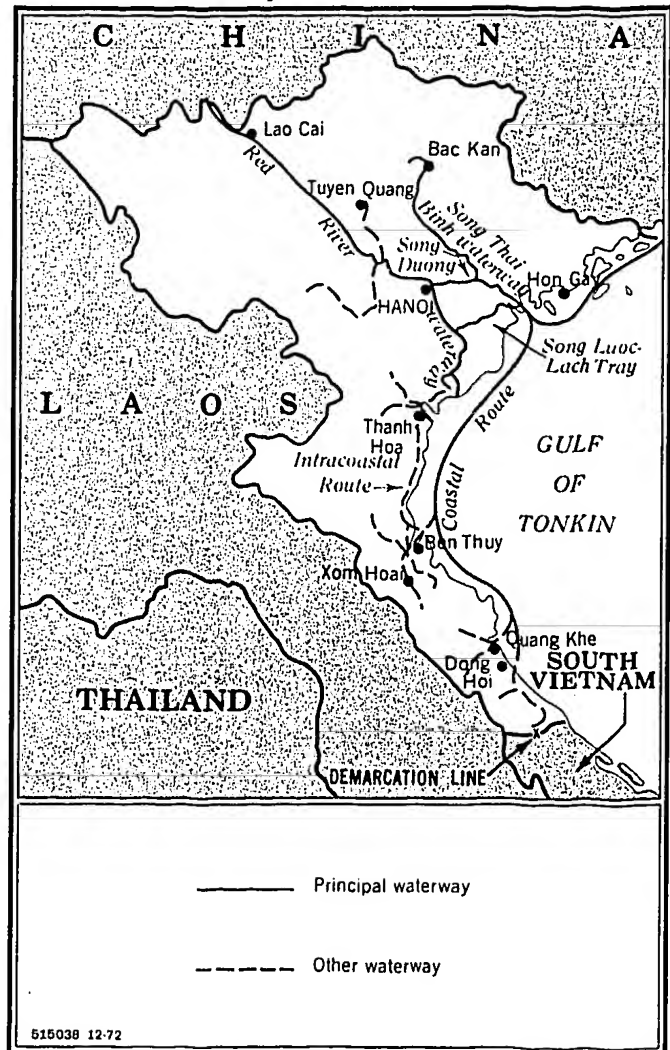 C H I N A
Lao Cai
Red
River
Bac Kan
Tuyen Quang
Song Thai
Binh waterway
Song
Duong
Hon Gai
HANOI
waterway
Song Luoc-
Lach Tray
L A O S
Thanh
Hoa
Intracoastal
Route
Coastal
Route
GULF
OF
TONKIN
Ben Thuy
Xom Hoan
Quang Khe
Dong
Hoi
SOUTH
VIETNAM
THAILAND
DEMARCATION LINE
Principal waterway
Other waterway
515038 12-72